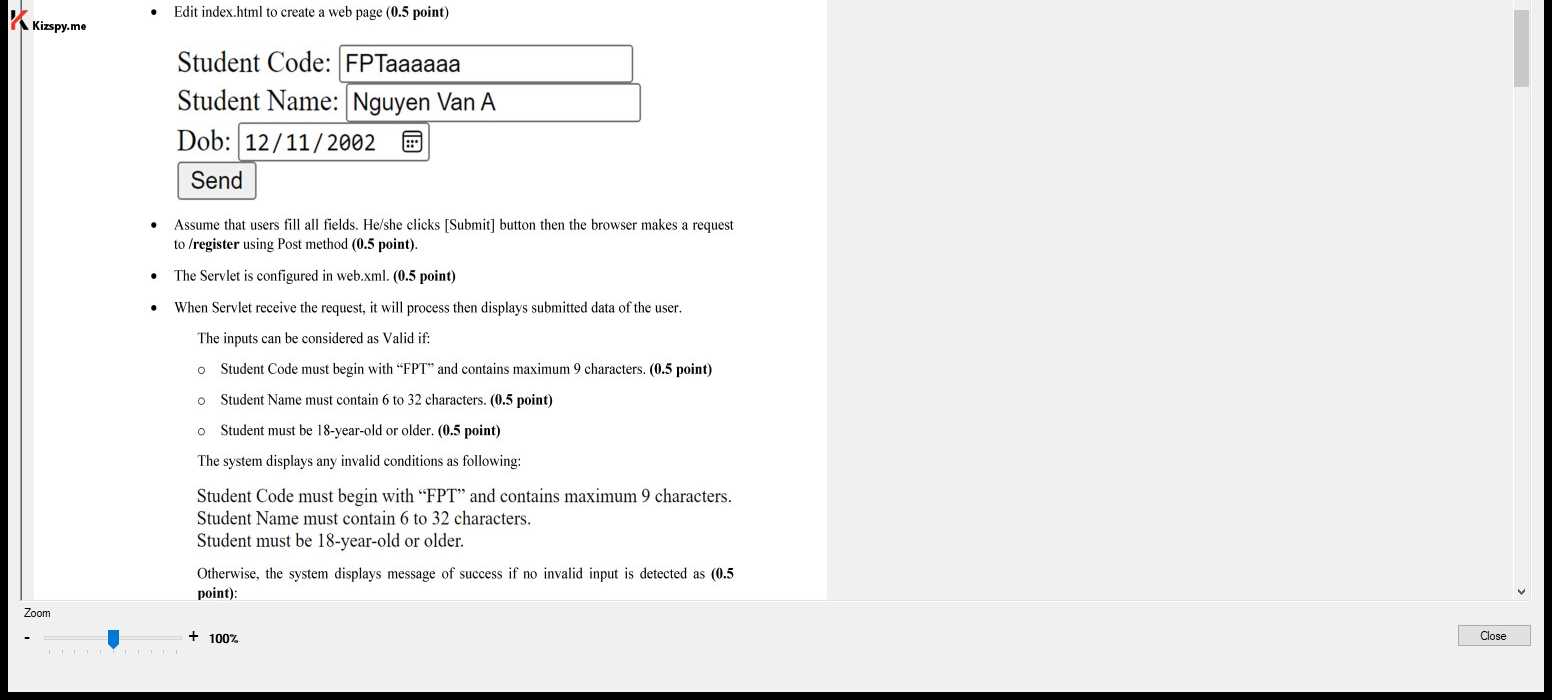 Kizspy.me
• Edit index.html to create a web page (0.5 point)
Student Code: FPTaaaaaa
Student Name: Nguyen Van A
Dob: 12/11/2002
Send
• Assume that users fill all fields. He/she clicks [Submit] button then the browser makes a request
to /register using Post method (0.5 point).
• The Servlet is configured in web.xml. (0.5 point)
• When Servlet receive the request, it will process then displays submitted data of the user.
The inputs can be considered as Valid if:
o Student Code must begin with “FPT” and contains maximum 9 characters. (0.5 point)
o Student Name must contain 6 to 32 characters. (0.5 point)
o Student must be 18-year-old or older. (0.5 point)
The system displays any invalid conditions as following:
Student Code must begin with “FPT” and contains maximum 9 characters.
Student Name must contain 6 to 32 characters.
Student must be 18-year-old or older.
Otherwise, the system displays message of success if no invalid input is detected as (0.5
point):
Zoom
- + 100%
Close